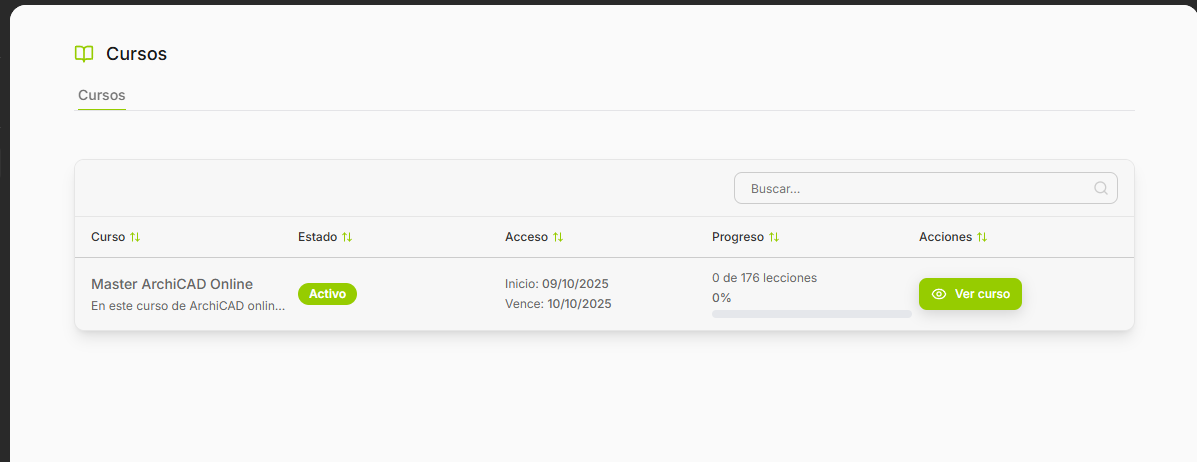 Cursos
Cursos
Buscar...
Curso Estado Acceso Progreso Acciones
Master ArchiCAD Online
En este curso de ArchiCAD onlin...
Activo
Inicio: 09/10/2025
Vence: 10/10/2025
0 de 176 lecciones
0%
Ver curso